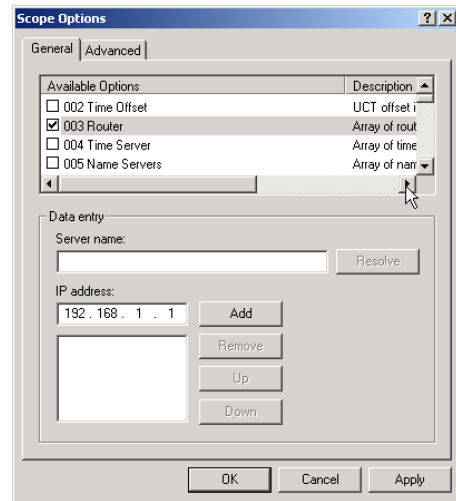 Scope Options
General Advanced
Available Options Description
002 Time Offset UCT offset i
003 Router Array of rout
004 Time Server Array of time
005 Name Servers Array of nam
Data entry
Server name:
Resolve
IP address:
192 . 168 . 1 . 1 Add
Remove
Up
Down
OK Cancel Apply